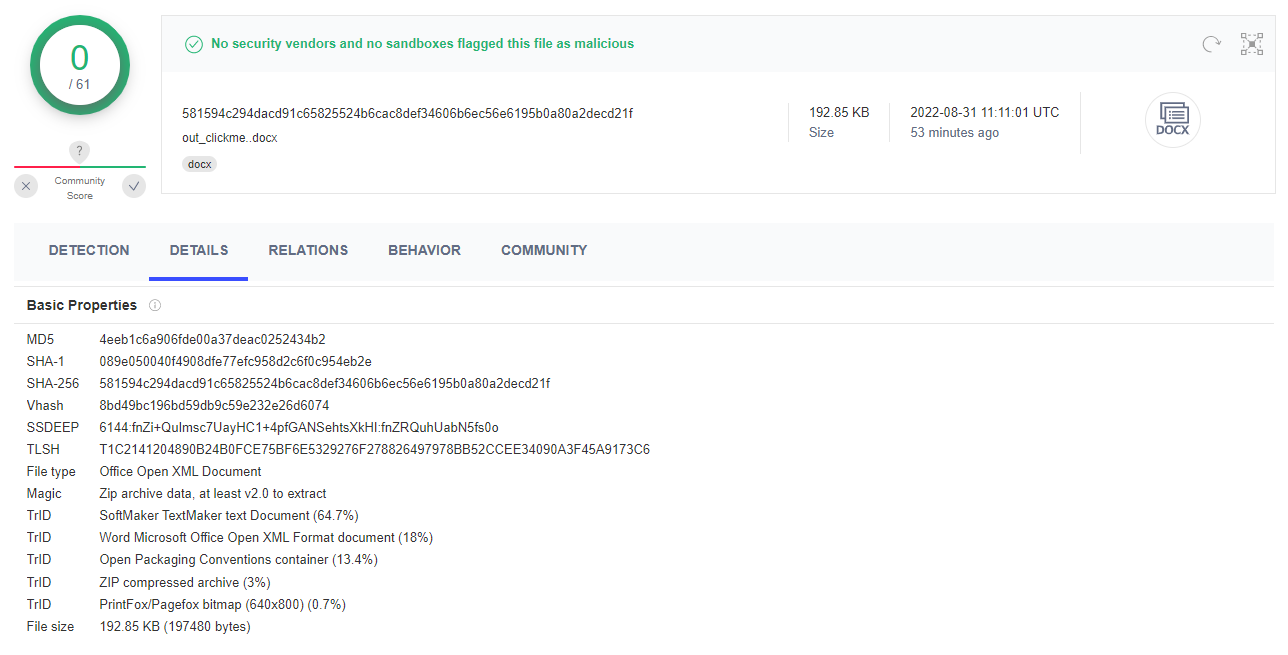 0
/ 61
?
Community
Score
No security vendors and no sandboxes flagged this file as malicious
581594c294dacd91c65825524b6cac8def34606b6ec56e6195b0a80a2decd21f
out_clickme..docx
docx
192.85 KB
Size
2022-08-31 11:11:01 UTC
53 minutes ago
DOCX
DETECTION DETAILS RELATIONS BEHAVIOR COMMUNITY
Basic Properties
MD5 4eeb1c6a906fde00a37deac0252434b2
SHA-1 089e050040f4908dfe77efc958d2c6f0c954eb2e
SHA-256 581594c294dacd91c65825524b6cac8def34606b6ec56e6195b0a80a2decd21f
Vhash 8bd49bc196bd59db9c59e232e26d6074
SSDEEP 6144:fnZi+QuImsc7UayHC1+4pfGANSehtsXkHI:fnZRQuhUabN5fs0o
TLSH T1C2141204890B24B0FCE75BF6E5329276F278826497978BB52CCEE34090A3F45A9173C6
File type Office Open XML Document
Magic Zip archive data, at least v2.0 to extract
TrID SoftMaker TextMaker text Document (64.7%)
TrID Word Microsoft Office Open XML Format document (18%)
TrID Open Packaging Conventions container (13.4%)
TrID ZIP compressed archive (3%)
TrID PrintFox/Pagefox bitmap (640x800) (0.7%)
File size 192.85 KB (197480 bytes)